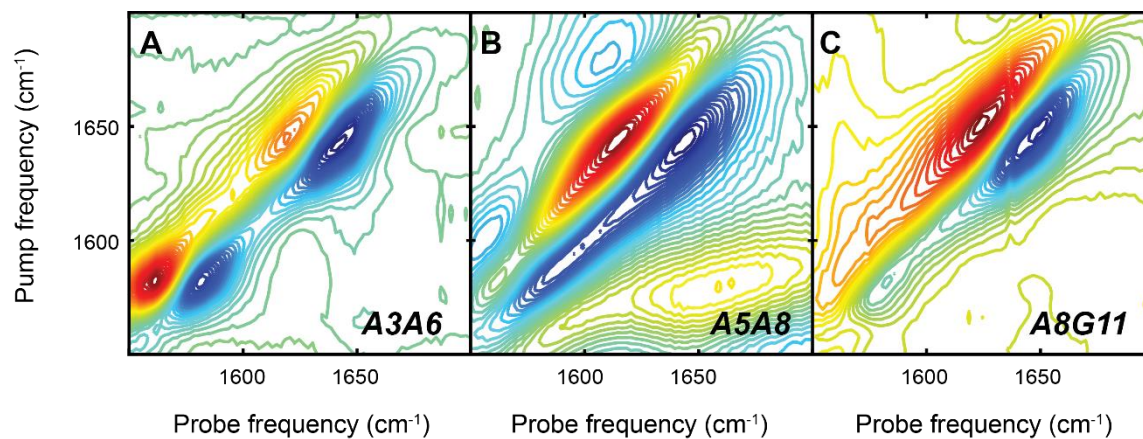 A B C
Pump frequency (cm⁻¹)
1650
1600
A3A6 A5A8 A8G11
1600 1650 1600 1650 1600 1650
Probe frequency (cm⁻¹) Probe frequency (cm⁻¹) Probe frequency (cm⁻¹)